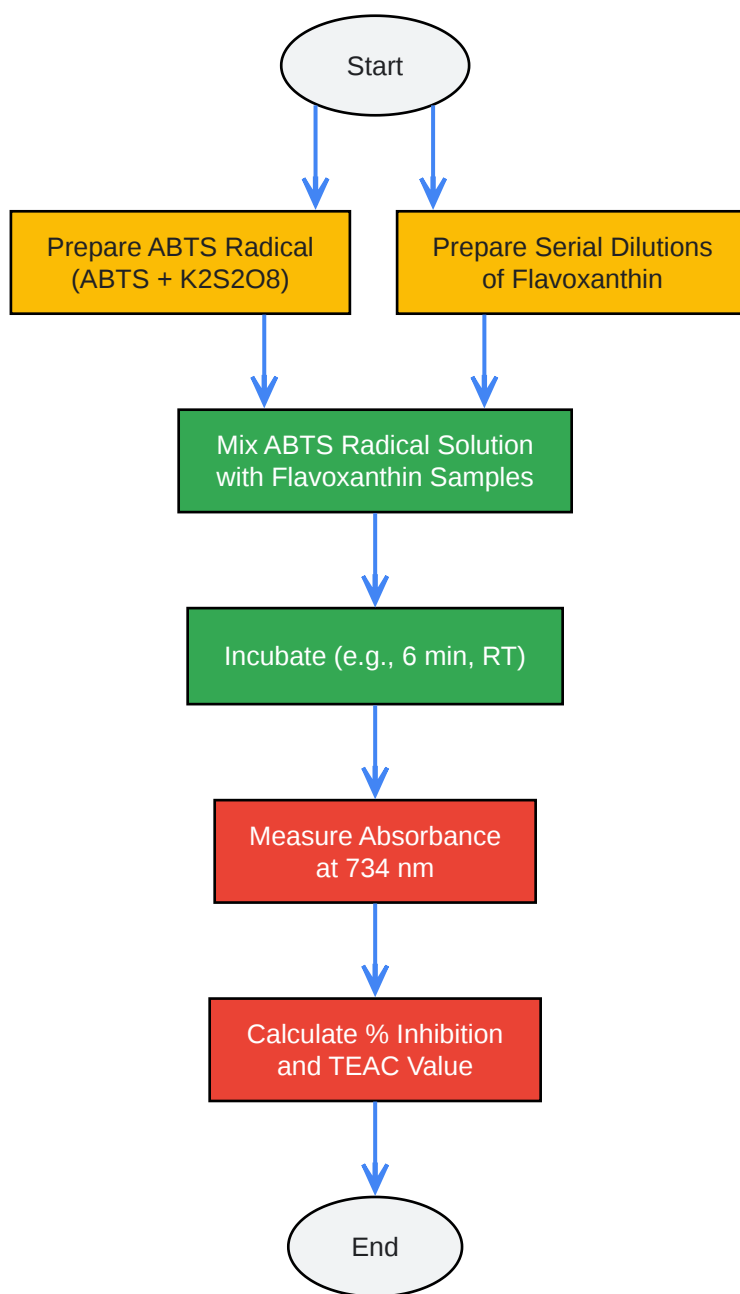 Start
Prepare ABTS Radical
(ABTS + K2S2O8)
Prepare Serial Dilutions
of Flavoxanthin
Mix ABTS Radical Solution
with Flavoxanthin Samples
Incubate (e.g., 6 min, RT)
Measure Absorbance
at 734 nm
Calculate % Inhibition
and TEAC Value
End